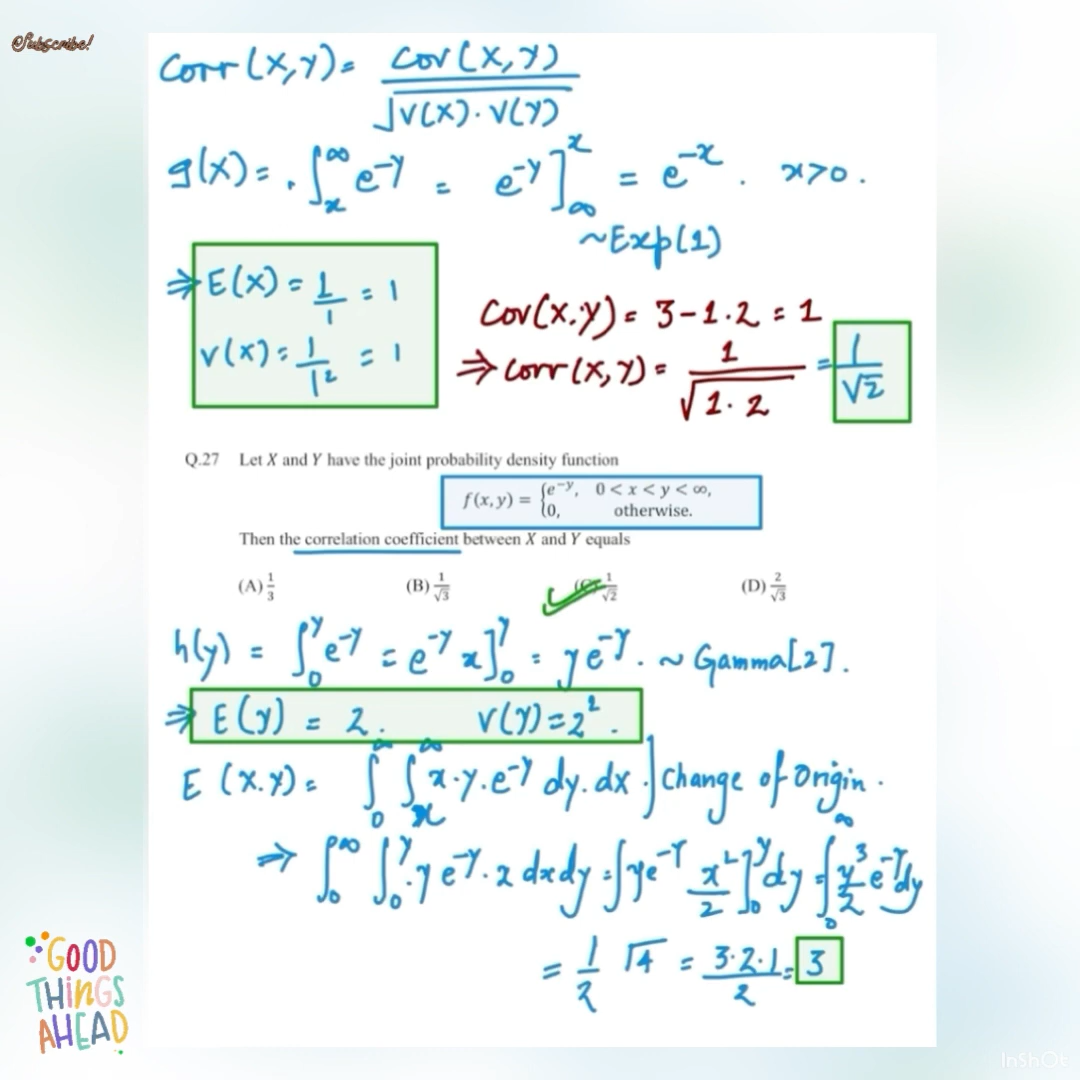 @Subscribe!
Corr(X,Y) = Cov(X,Y) / √V(X)·V(Y)
g(x) = ∫_x^∞ e^-y = e^-y]_∞^x = e^-x. x>0.
~Exp(1)
⇒ E(X) = 1/1 = 1
V(X) = 1/1² = 1
Cov(X.Y) = 3-1.2 = 1
⇒ Corr(X,Y) = 1/√1.2 = 1/√2
Q.27 Let X and Y have the joint probability density function
f(x,y) = {e^-y, 0 < x < y < ∞,
0, otherwise.
Then the correlation coefficient between X and Y equals
(A) 1/3 (B) 1/√3 (C) 1/√2 (D) 2/√3
h(y) = ∫_0^y e^-y = e^-y x]_0^y = ye^-y. ~ Gamma[2].
⇒ E(y) = 2. V(Y) = 2².
E(X.Y) = ∫_0^∞ ∫_x^∞ x.y.e^-y dy.dx.] Change of Origin.
⇒ ∫_0^∞ ∫_0^y .y e^-y.x dx dy = ∫ye^-y x²/2]_0^y dy = ∫_0^∞ y³/2 e^-y dy
= 1/2 Γ4 = 3.2.1/2 = 3
GOOD
THINGS
AHEAD
InShOt